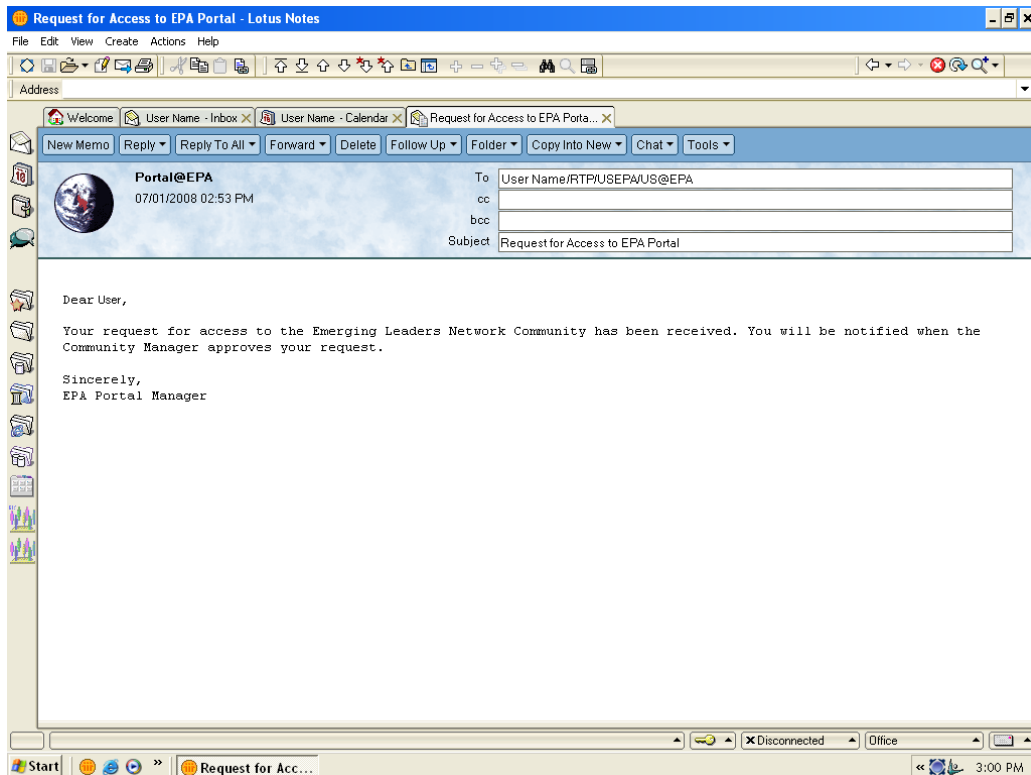 Request for Access to EPA Portal - Lotus Notes
File Edit View Create Actions Help
Address
Welcome User Name - Inbox User Name - Calendar Request for Access to EPA Porta...
New Memo Reply Reply To All Forward Delete Follow Up Folder Copy Into New Chat Tools
Portal@EPA To User Name/RTP/USEPA/US@EPA
07/01/2008 02:53 PM cc
bcc
Subject Request for Access to EPA Portal
Dear User,
Your request for access to the Emerging Leaders Network Community has been received. You will be notified when the
Community Manager approves your request.
Sincerely,
EPA Portal Manager
Disconnected Office
Start » Request for Acc... « 3:00 PM